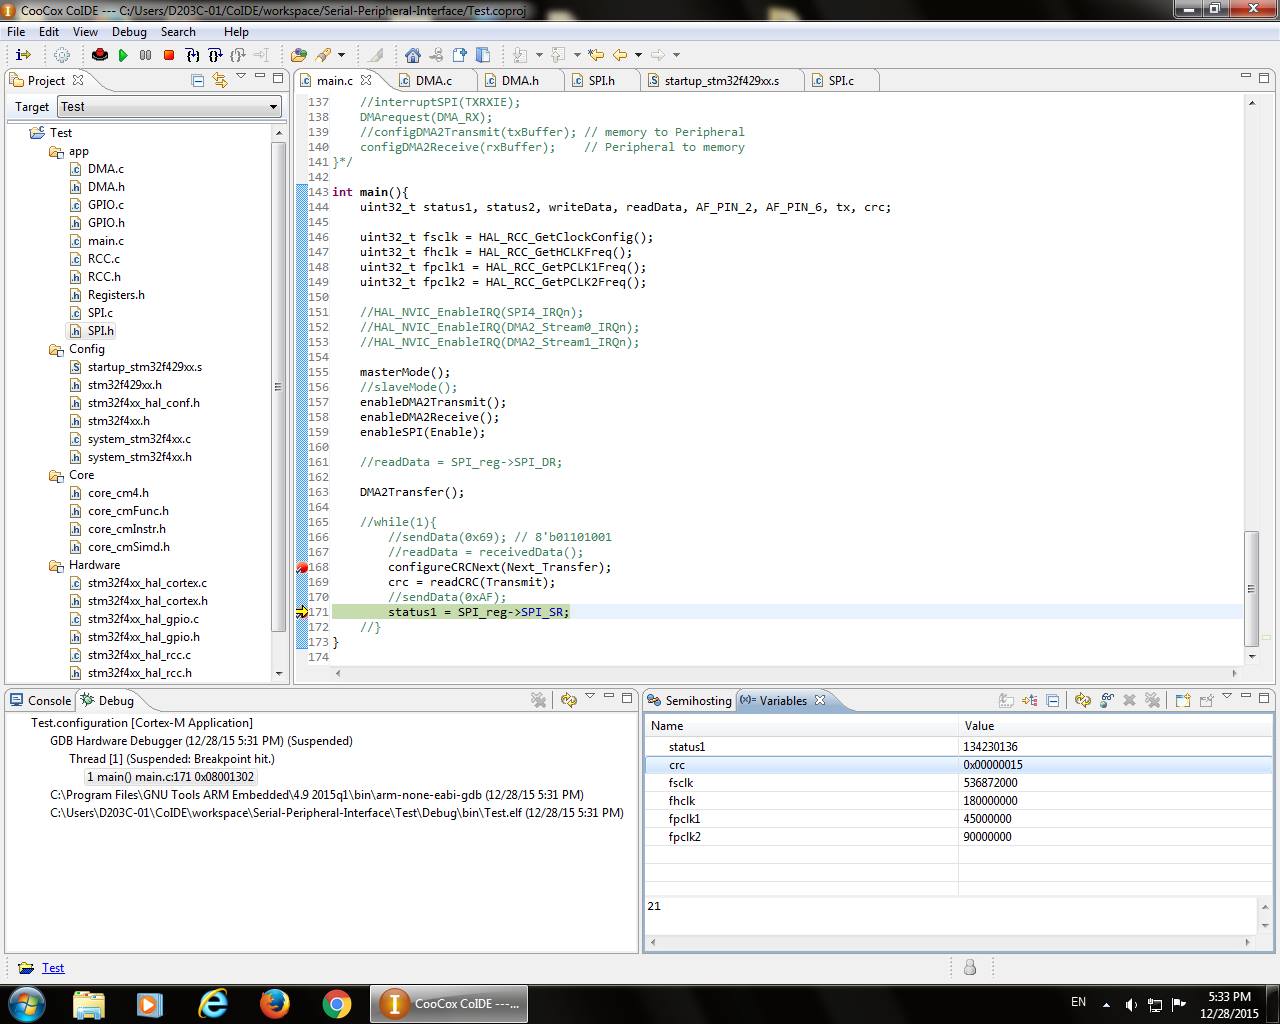 CooCox CoIDE --- C:/Users/D203C-01/CoIDE/workspace/Serial-Peripheral-Interface/Test.coproj
File Edit View Debug Search Help
Project
Target Test
Test
app
DMA.c
DMA.h
GPIO.c
GPIO.h
main.c
RCC.c
RCC.h
Registers.h
SPI.c
SPI.h
Config
startup_stm32f429xx.s
stm32f429xx.h
stm32f4xx_hal_conf.h
stm32f4xx.h
system_stm32f4xx.c
system_stm32f4xx.h
Core
core_cm4.h
core_cmFunc.h
core_cmInstr.h
core_cmSimd.h
Hardware
stm32f4xx_hal_cortex.c
stm32f4xx_hal_cortex.h
stm32f4xx_hal_gpio.c
stm32f4xx_hal_gpio.h
stm32f4xx_hal_rcc.c
stm32f4xx_hal_rcc.h
main.c DMA.c DMA.h SPI.h startup_stm32f429xx.s SPI.c
137 //interruptSPI(TXRXIE);
138 DMArequest(DMA_RX);
139 //configDMA2Transmit(txBuffer); // memory to Peripheral
140 configDMA2Receive(rxBuffer); // Peripheral to memory
141 }*/
142
143 int main(){
144 uint32_t status1, status2, writeData, readData, AF_PIN_2, AF_PIN_6, tx, crc;
145
146 uint32_t fsclk = HAL_RCC_GetClockConfig();
147 uint32_t fhclk = HAL_RCC_GetHCLKFreq();
148 uint32_t fpclk1 = HAL_RCC_GetPCLK1Freq();
149 uint32_t fpclk2 = HAL_RCC_GetPCLK2Freq();
150
151 //HAL_NVIC_EnableIRQ(SPI4_IRQn);
152 //HAL_NVIC_EnableIRQ(DMA2_Stream0_IRQn);
153 //HAL_NVIC_EnableIRQ(DMA2_Stream1_IRQn);
154
155 masterMode();
156 //slaveMode();
157 enableDMA2Transmit();
158 enableDMA2Receive();
159 enableSPI(Enable);
160
161 //readData = SPI_reg->SPI_DR;
162
163 DMA2Transfer();
164
165 //while(1){
166 //sendData(0x69); // 8'b01101001
167 //readData = receivedData();
168 configureCRCNext(Next_Transfer);
169 crc = readCRC(Transmit);
170 //sendData(0xAF);
171 status1 = SPI_reg->SPI_SR;
172 //}
173 }
174
Console Debug
Test.configuration [Cortex-M Application]
GDB Hardware Debugger (12/28/15 5:31 PM) (Suspended)
Thread [1] (Suspended: Breakpoint hit.)
1 main() main.c:171 0x08001302
C:\Program Files\GNU Tools ARM Embedded\4.9 2015q1\bin\arm-none-eabi-gdb (12/28/15 5:31 PM)
C:\Users\D203C-01\CoIDE\workspace\Serial-Peripheral-Interface\Test\Debug\bin\Test.elf (12/28/15 5:31 PM)
Semihosting (x)= Variables
Name Value
status1 134230136
crc 0x00000015
fsclk 536872000
fhclk 180000000
fpclk1 45000000
fpclk2 90000000
21
Test
CooCox CoIDE ---...
EN
5:33 PM
12/28/2015